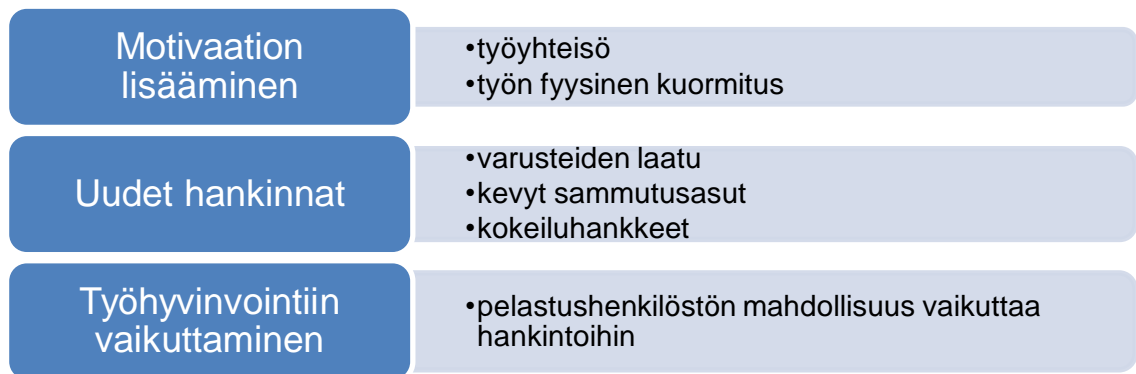 Motivaation
lisääminen
•työyhteisö
•työn fyysinen kuormitus
Uudet hankinnat
•varusteiden laatu
•kevyt sammutusasut
•kokeiluhankkeet
Työhyvinvointiin
vaikuttaminen
•pelastushenkilöstön mahdollisuus vaikuttaa
hankintoihin